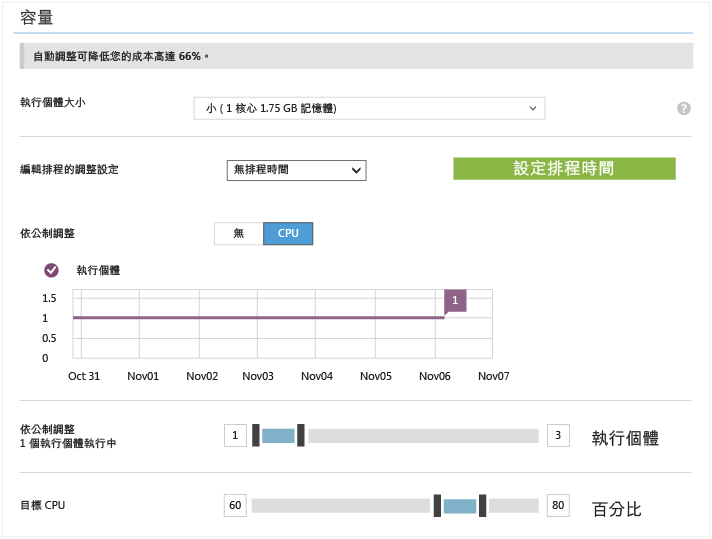 容量
自動調整可降低您的成本高達 66%。
執行個體大小
小 ( 1 核心 1.75 GB 記憶體)
?
編輯排程的調整設定
無排程時間
設定排程時間
依公制調整
無
CPU
執行個體
1.5
1
0.5
0
1
Oct 31
Nov01
Nov02
Nov03
Nov04
Nov05
Nov06
Nov07
依公制調整
1 個執行個體執行中
1
3
執行個體
目標 CPU
60
80
百分比